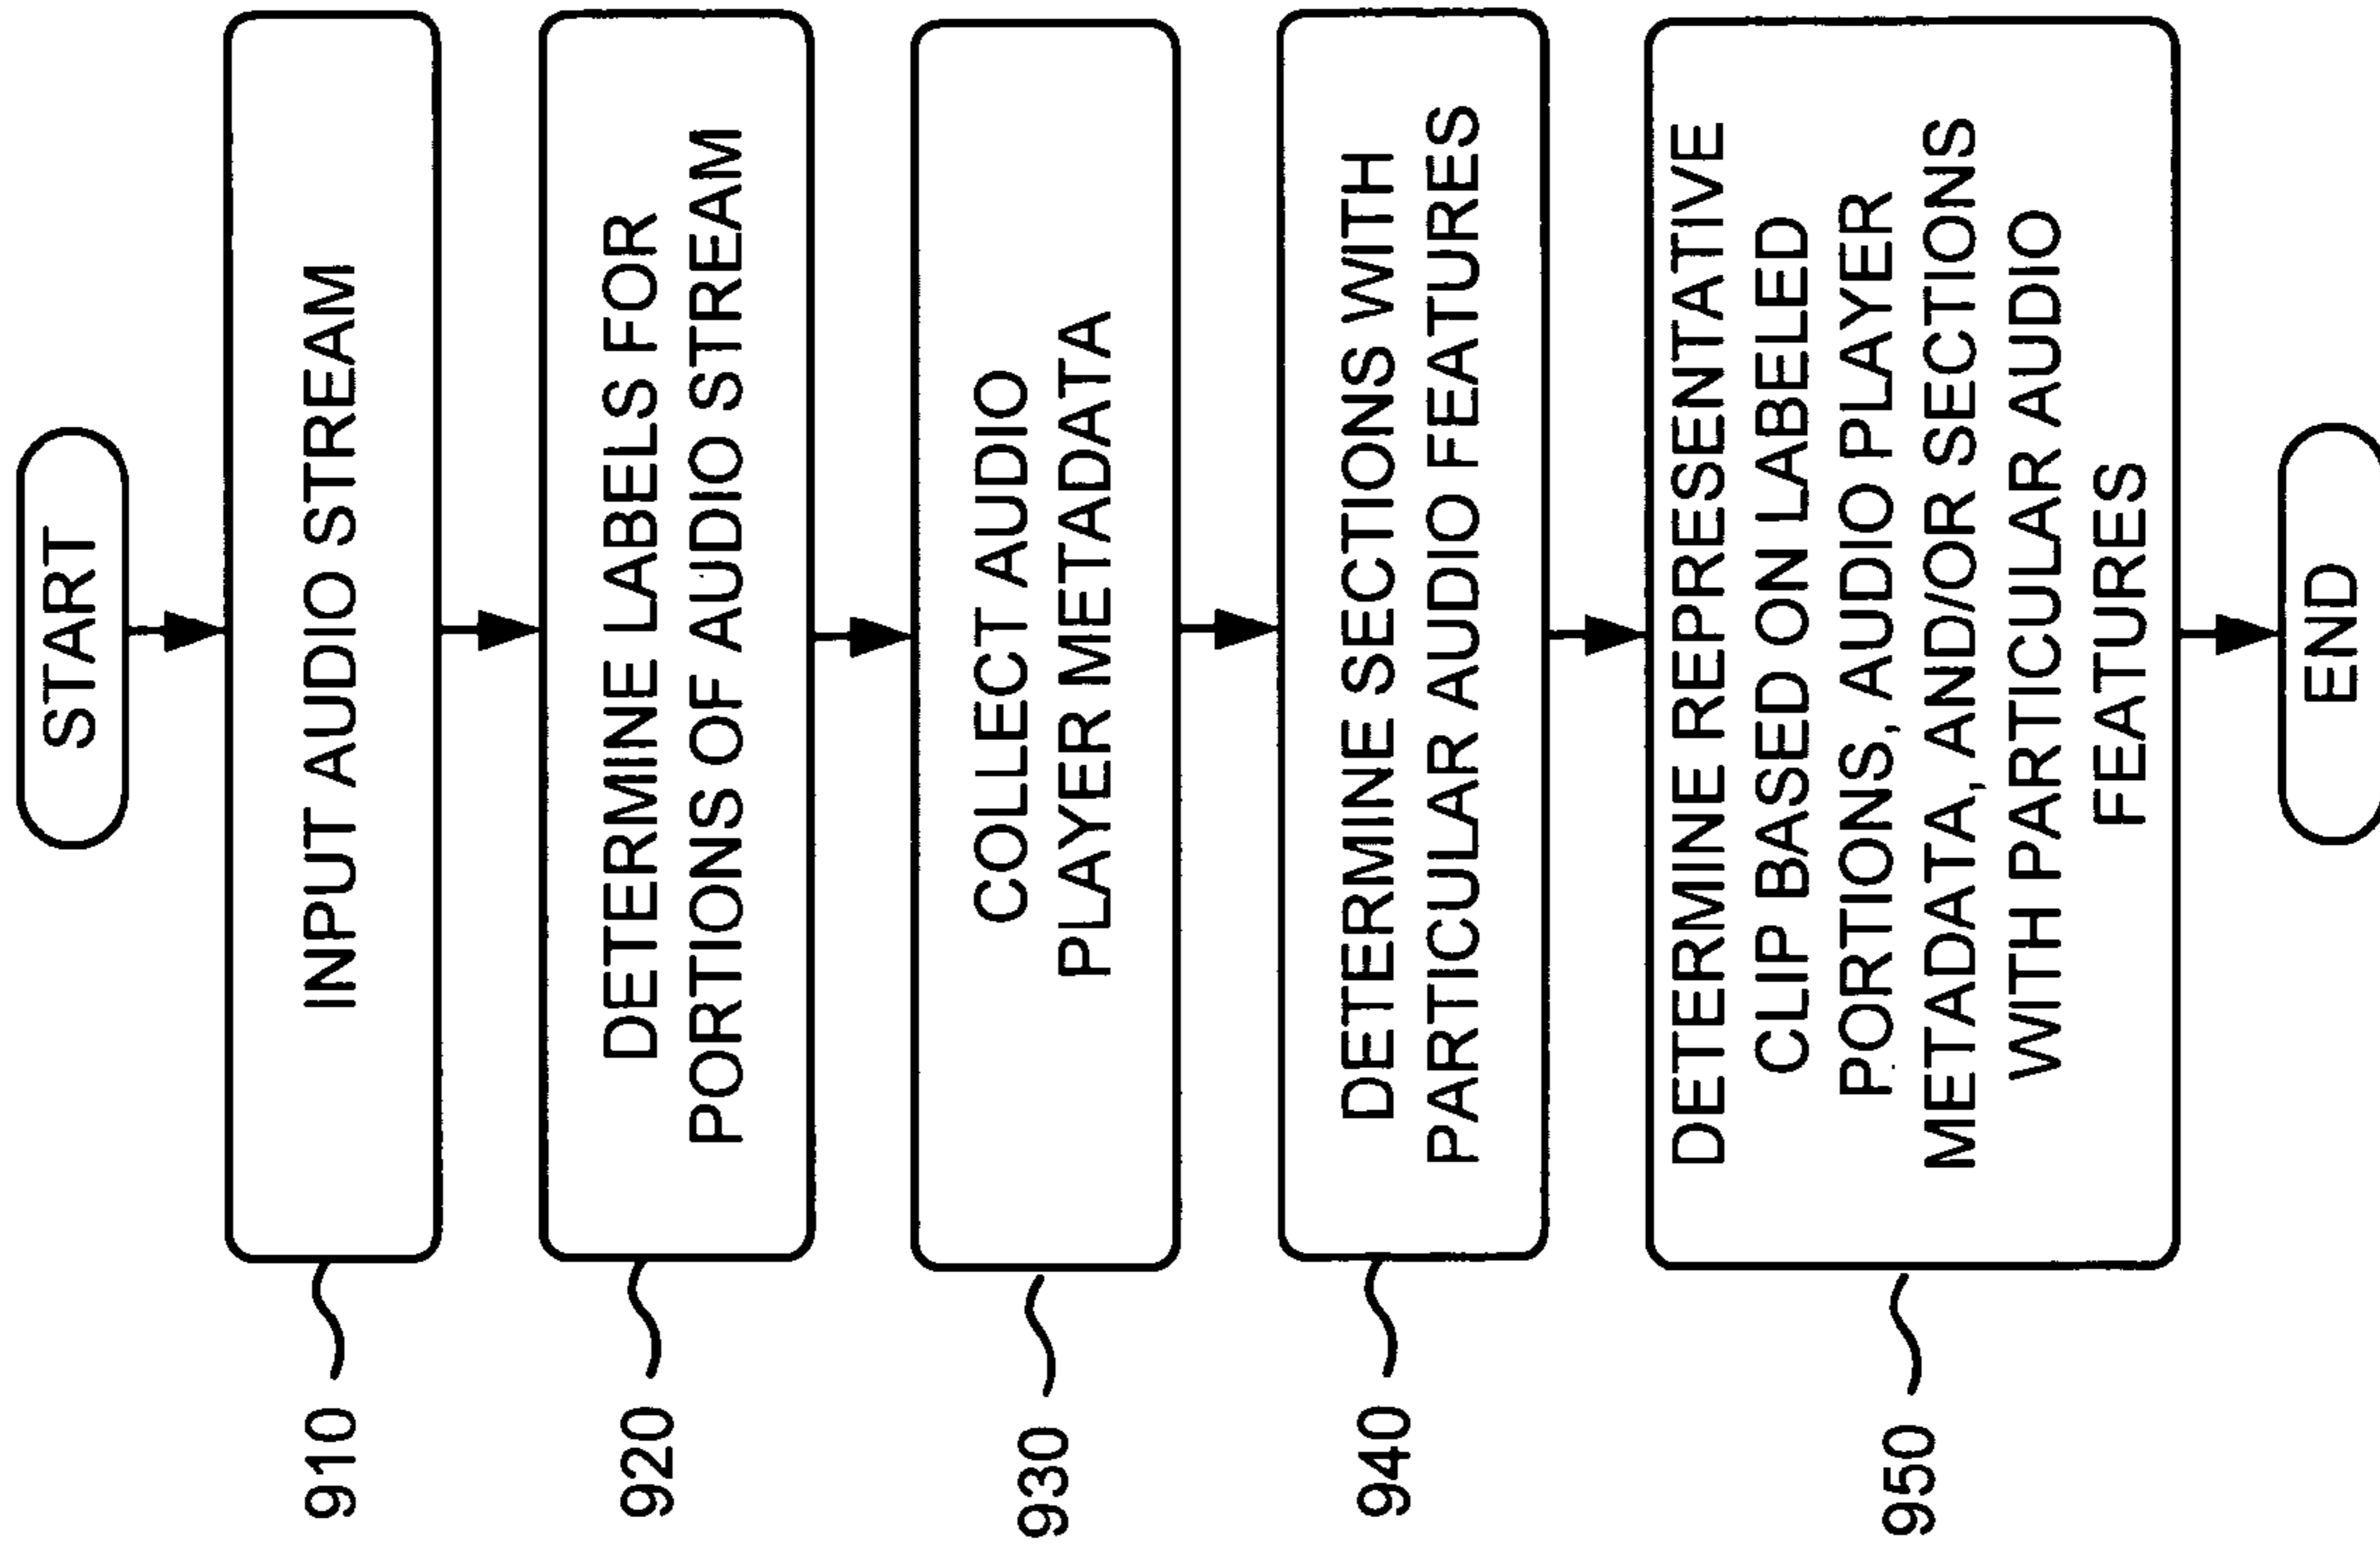 START
910
INPUT AUDIO STREAM
920
DETERMINE LABELS FOR
PORTIONS OF AUDIO STREAM
930
COLLECT AUDIO
PLAYER METADATA
940
DETERMINE SECTIONS WITH
PARTICULAR AUDIO FEATURES
950
DETERMINE REPRESENTATIVE
CLIP BASED ON LABELED
PORTIONS, AUDIO PLAYER
METADATA, AND/OR SECTIONS
WITH PARTICULAR AUDIO
FEATURES
END